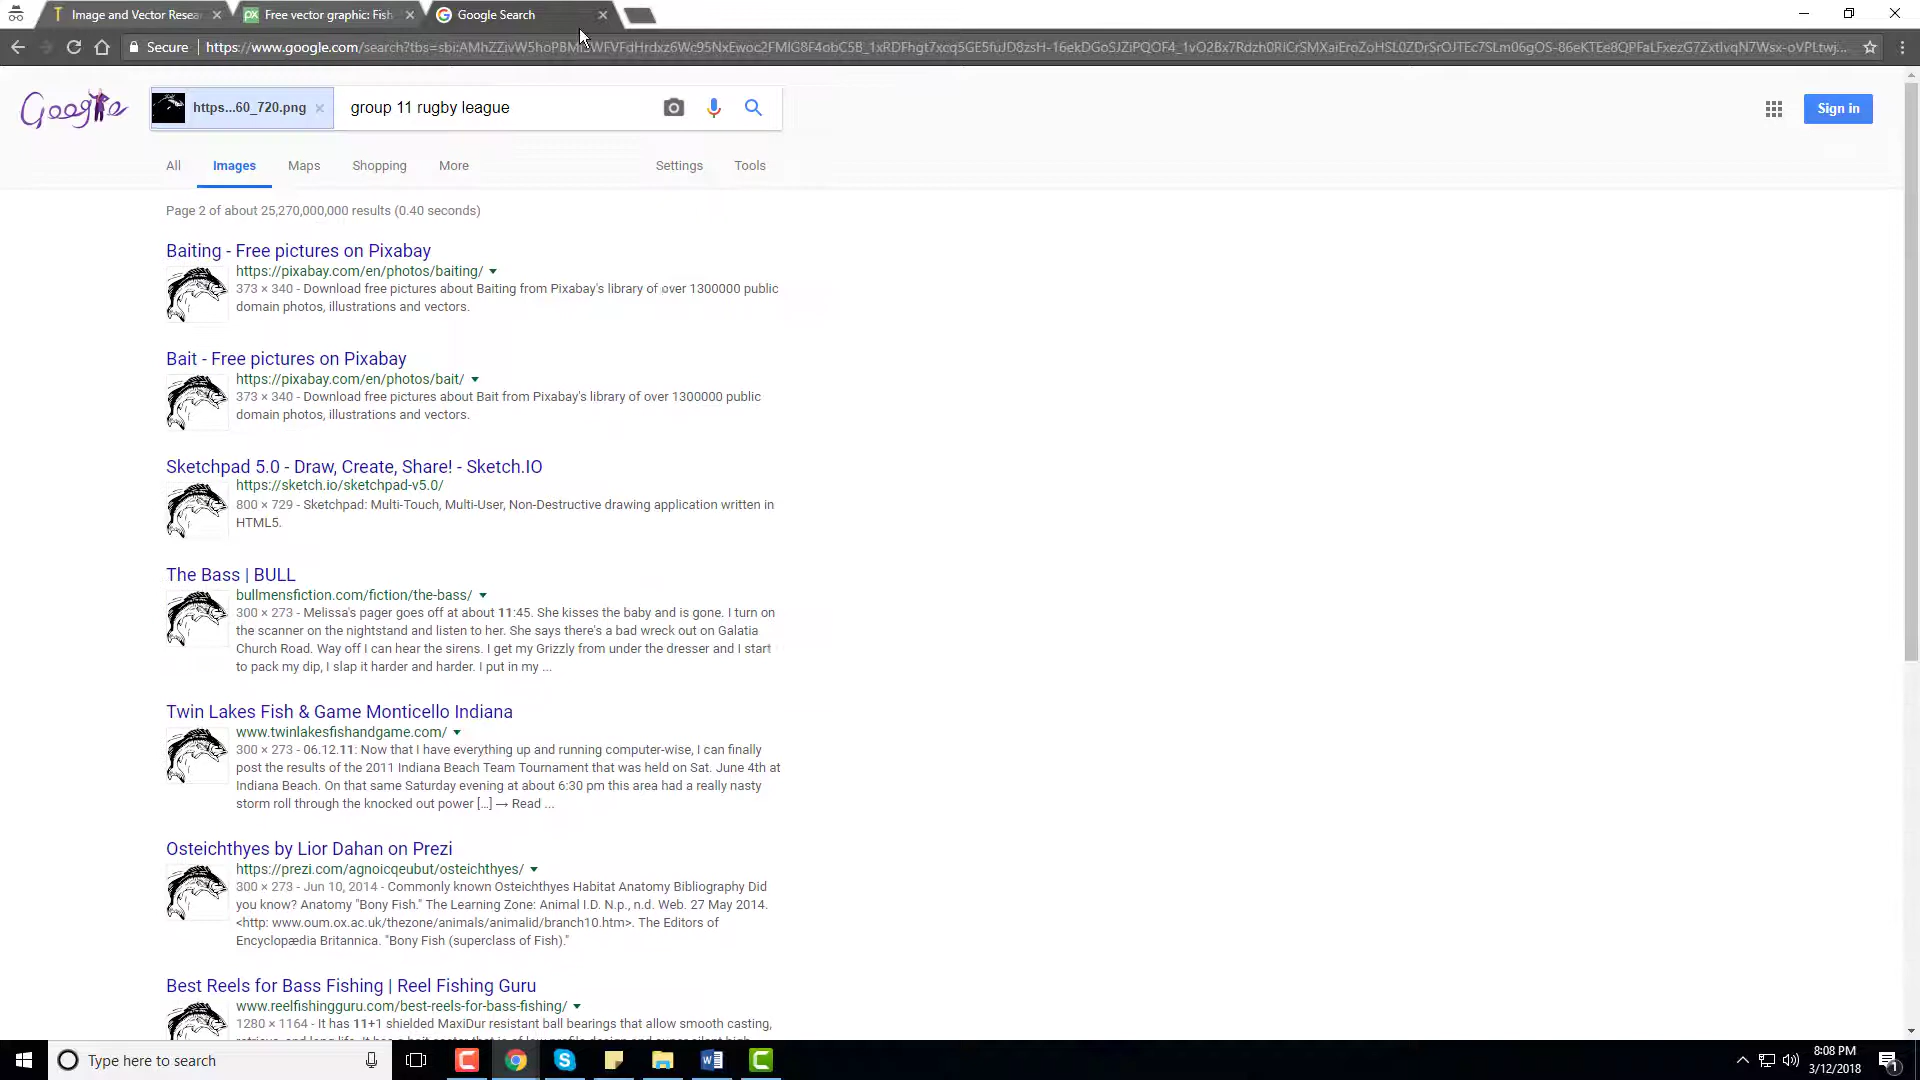 Image and Vector Resea
Free vector graphic: Fish
Google Search
Secure
Google
https...60_720.png
group 11 rugby league
Sign in
All Images Maps Shopping More Settings Tools
Page 2 of about 25,270,000,000 results (0.40 seconds)
Baiting - Free pictures on Pixabay
https://pixabay.com/en/photos/baiting/
373 × 340 - Download free pictures about Baiting from Pixabay's library of over 1300000 public
domain photos, illustrations and vectors.
Bait - Free pictures on Pixabay
https://pixabay.com/en/photos/bait/
373 × 340 - Download free pictures about Bait from Pixabay's library of over 1300000 public
domain photos, illustrations and vectors.
Sketchpad 5.0 - Draw, Create, Share! - Sketch.IO
https://sketch.io/sketchpad-v5.0/
800 × 729 - Sketchpad: Multi-Touch, Multi-User, Non-Destructive drawing application written in
HTML5.
The Bass | BULL
bullmensfiction.com/fiction/the-bass/
300 × 273 - Melissa's pager goes off at about 11:45. She kisses the baby and is gone. I turn on
the scanner on the nightstand and listen to her. She says there's a bad wreck out on Galatia
Church Road. Way off I can hear the sirens. I get my Grizzly from under the dresser and I start
to pack my dip, I slap it harder and harder. I put in my ...
Twin Lakes Fish & Game Monticello Indiana
www.twinlakesfishandgame.com/
300 × 273 - 06.12.11: Now that I have everything up and running computer-wise, I can finally
post the results of the 2011 Indiana Beach Team Tournament that was held on Sat. June 4th at
Indiana Beach. On that same Saturday evening at about 6:30 pm this area had a really nasty
storm roll through the knocked out power [...] → Read ...
Osteichthyes by Lior Dahan on Prezi
https://prezi.com/agnoicqeubut/osteichthyes/
300 × 273 - Jun 10, 2014 - Commonly known Osteichthyes Habitat Anatomy Bibliography Did
you know? Anatomy "Bony Fish." The Learning Zone: Animal I.D. N.p., n.d. Web. 27 May 2014.
<http: www.oum.ox.ac.uk/thezone/animals/animalid/branch10.htm>. The Editors of
Encyclopædia Britannica. "Bony Fish (superclass of Fish)."
Best Reels for Bass Fishing | Reel Fishing Guru
www.reelfishingguru.com/best-reels-for-bass-fishing/
1280 × 1164 - It has 11+1 shielded MaxiDur resistant ball bearings that allow smooth casting,
Type here to search
8:08 PM
3/12/2018